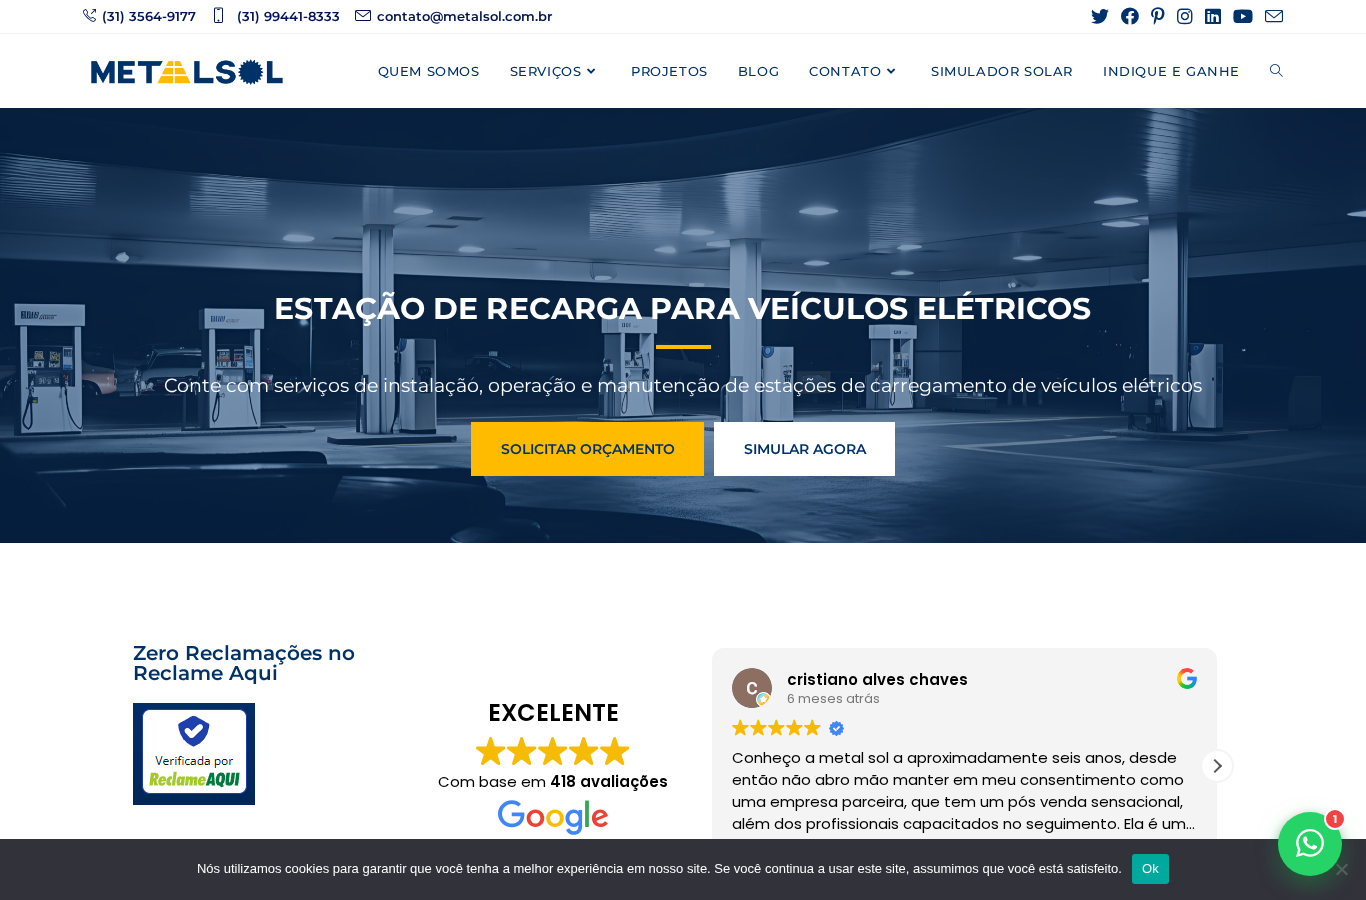 (31) 3564-9177
(31) 99441-8333
contato@metalsol.com.br
METALSOL
QUEM SOMOS
SERVIÇOS
PROJETOS
BLOG
CONTATO
SIMULADOR SOLAR
INDIQUE E GANHE
ESTAÇÃO DE RECARGA PARA VEÍCULOS ELÉTRICOS
Conte com serviços de instalação, operação e manutenção de estações de carregamento de veículos elétricos
SOLICITAR ORÇAMENTO
SIMULAR AGORA
Zero Reclamações no
Reclame Aqui
Verificada por
ReclameAQUI
EXCELENTE
Com base em 418 avaliações
Google
C
cristiano alves chaves
6 meses atrás
Conheço a metal sol a aproximadamente seis anos, desde
então não abro mão manter em meu consentimento como
uma empresa parceira, que tem um pós venda sensacional,
além dos profissionais capacitados no seguimento. Ela é um...
1
Nós utilizamos cookies para garantir que você tenha a melhor experiência em nosso site. Se você continua a usar este site, assumimos que você está satisfeito.
Ok